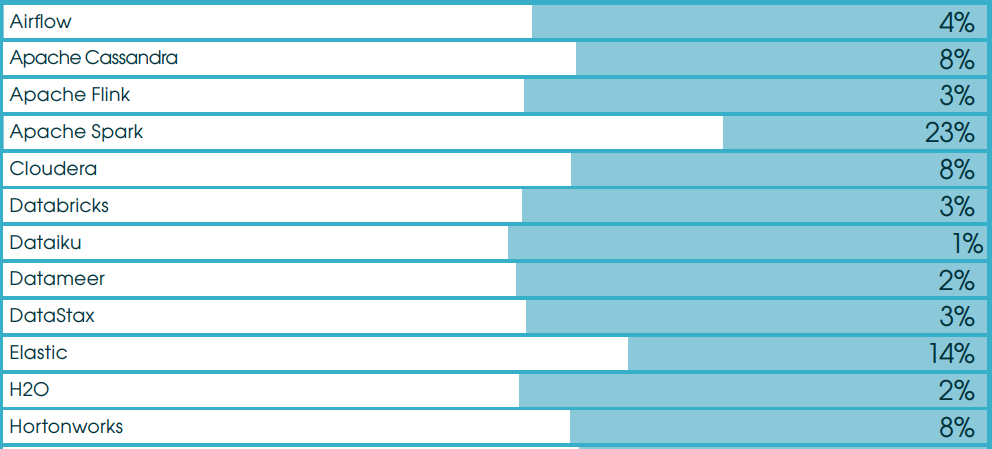 Airflow 4%
Apache Cassandra 8%
Apache Flink 3%
Apache Spark 23%
Cloudera 8%
Databricks 3%
Dataiku 1%
Datameer 2%
DataStax 3%
Elastic 14%
H2O 2%
Hortonworks 8%